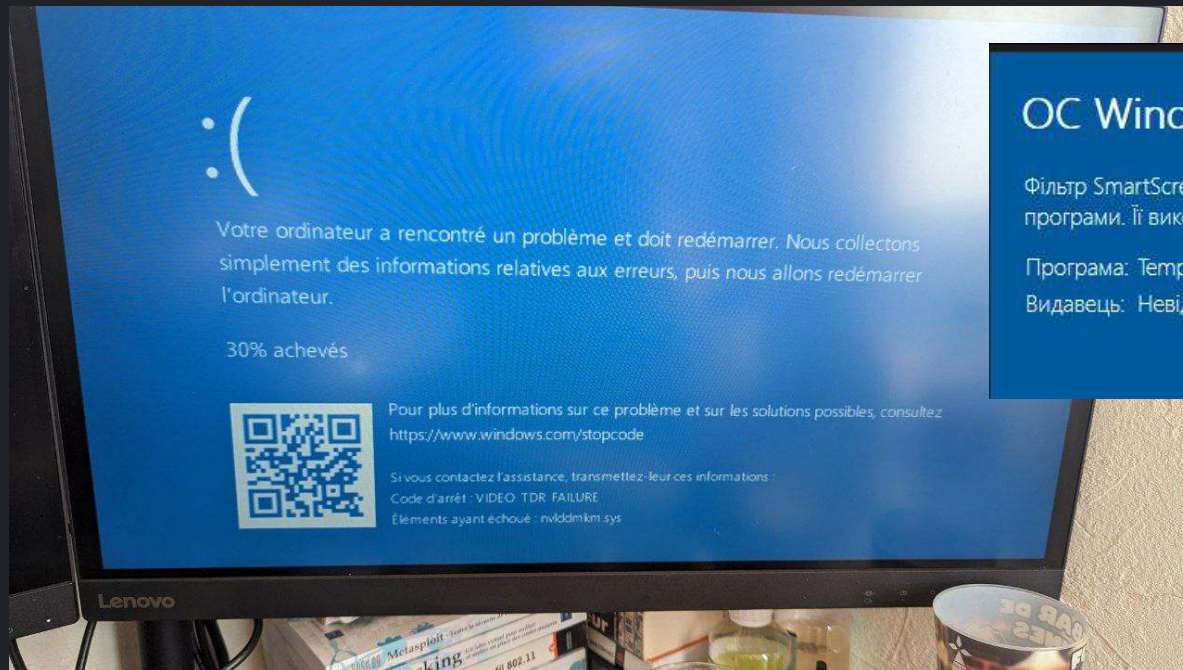 :(
Votre ordinateur a rencontré un problème et doit redémarrer. Nous collectons
simplement des informations relatives aux erreurs, puis nous allons redémarrer
l'ordinateur.
30% achevés
Pour plus d'informations sur ce problème et sur les solutions possibles, consultez
https://www.windows.com/stopcode
Si vous contactez l'assistance, transmettez-leur ces informations :
Code d'arrêt : VIDEO TDR FAILURE
Éléments ayant échoué : nvlddmkm.sys
ОС Wind
Фільтр SmartScre
програми. Її вик
Програма: Temp
Видавець: Неві
Lenovo
Metasploit
king
802.11
BAR DE